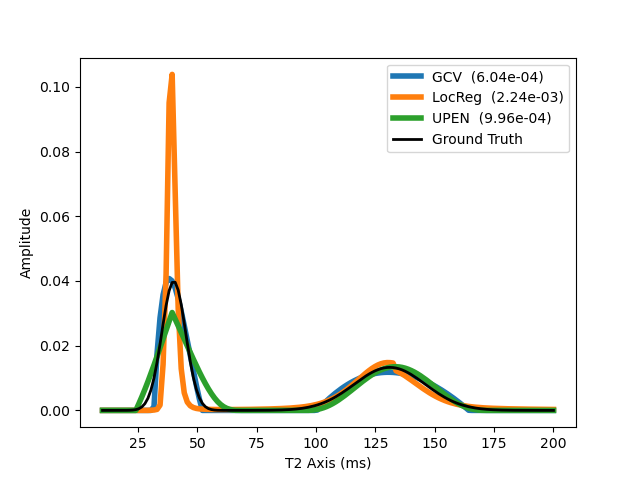 GCV (6.04e-04)
LocReg (2.24e-03)
UPEN (9.96e-04)
Ground Truth
0.10
0.08
0.06
0.04
0.02
0.00
Amplitude
25 50 75 100 125 150 175 200
T2 Axis (ms)